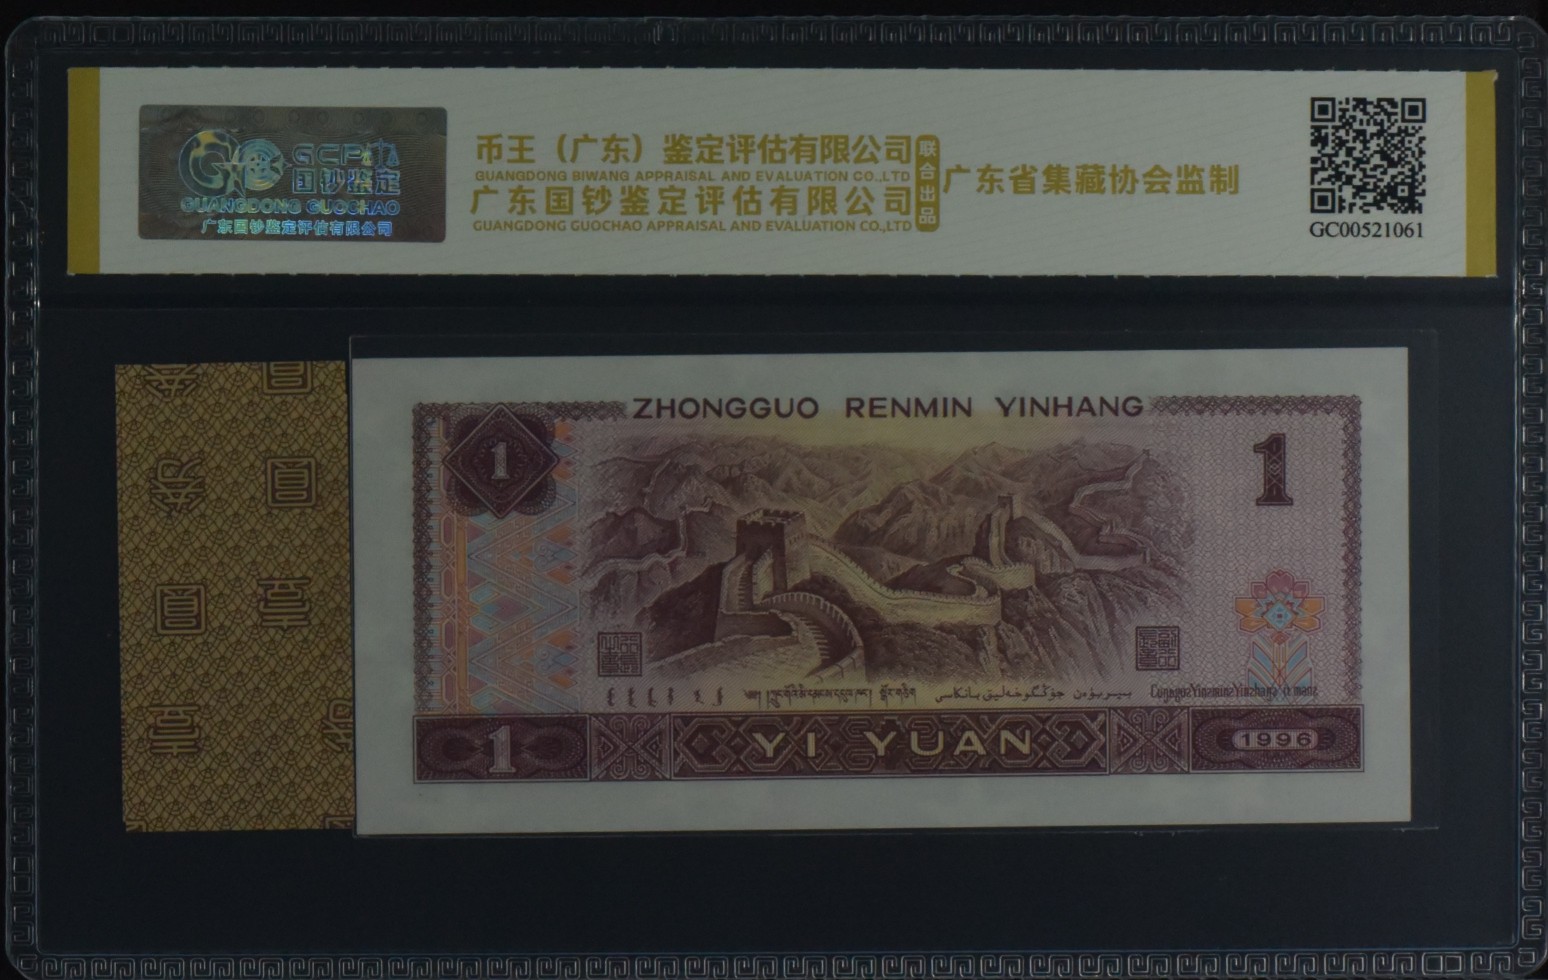 GCP
国钞鉴定
GUANGDONG GUOCHAO
广东国钞鉴定评估有限公司
币王（广东）鉴定评估有限公司
GUANGDONG BIWANG APPRAISAL AND EVALUATION CO.,LTD
广东国钞鉴定评估有限公司
GUANGDONG GUOCHAO APPRAISAL AND EVALUATION CO.,LTD
联合出品
广东省集藏协会监制
GC00521061
ZHONGGUO RENMIN YINHANG
1
1
1
YI YUAN
1996
壹
圆